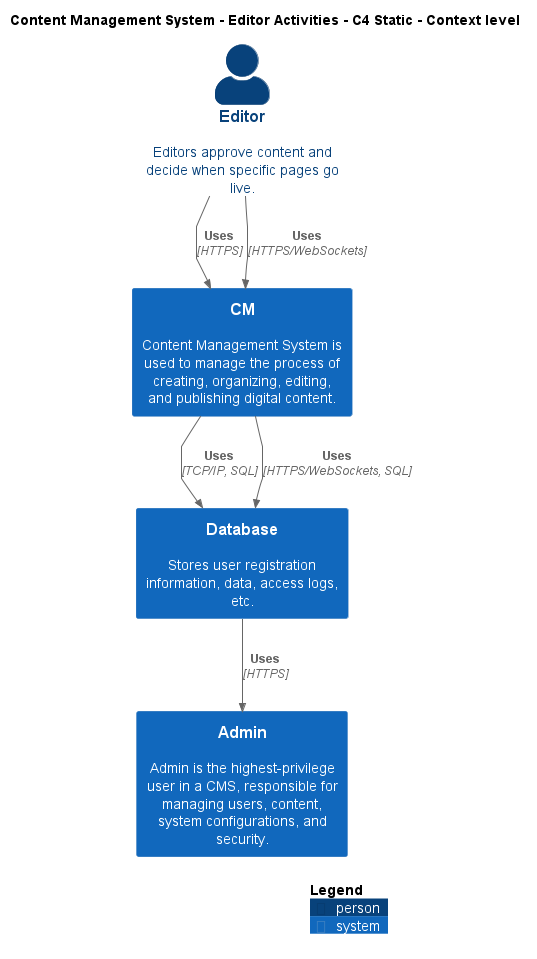 Content Management System - Editor Activities - C4 Static - Context level
Editor
Editors approve content and
decide when specific pages go
live.
Uses
[HTTPS]
Uses
[HTTPS/WebSockets]
CM
Content Management System is
used to manage the process of
creating, organizing, editing,
and publishing digital content.
Uses
[TCP/IP, SQL]
Uses
[HTTPS/WebSockets, SQL]
Database
Stores user registration
information, data, access logs,
etc.
Uses
[HTTPS]
Admin
Admin is the highest-privilege
user in a CMS, responsible for
managing users, content,
system configurations, and
security.
Legend
person
system